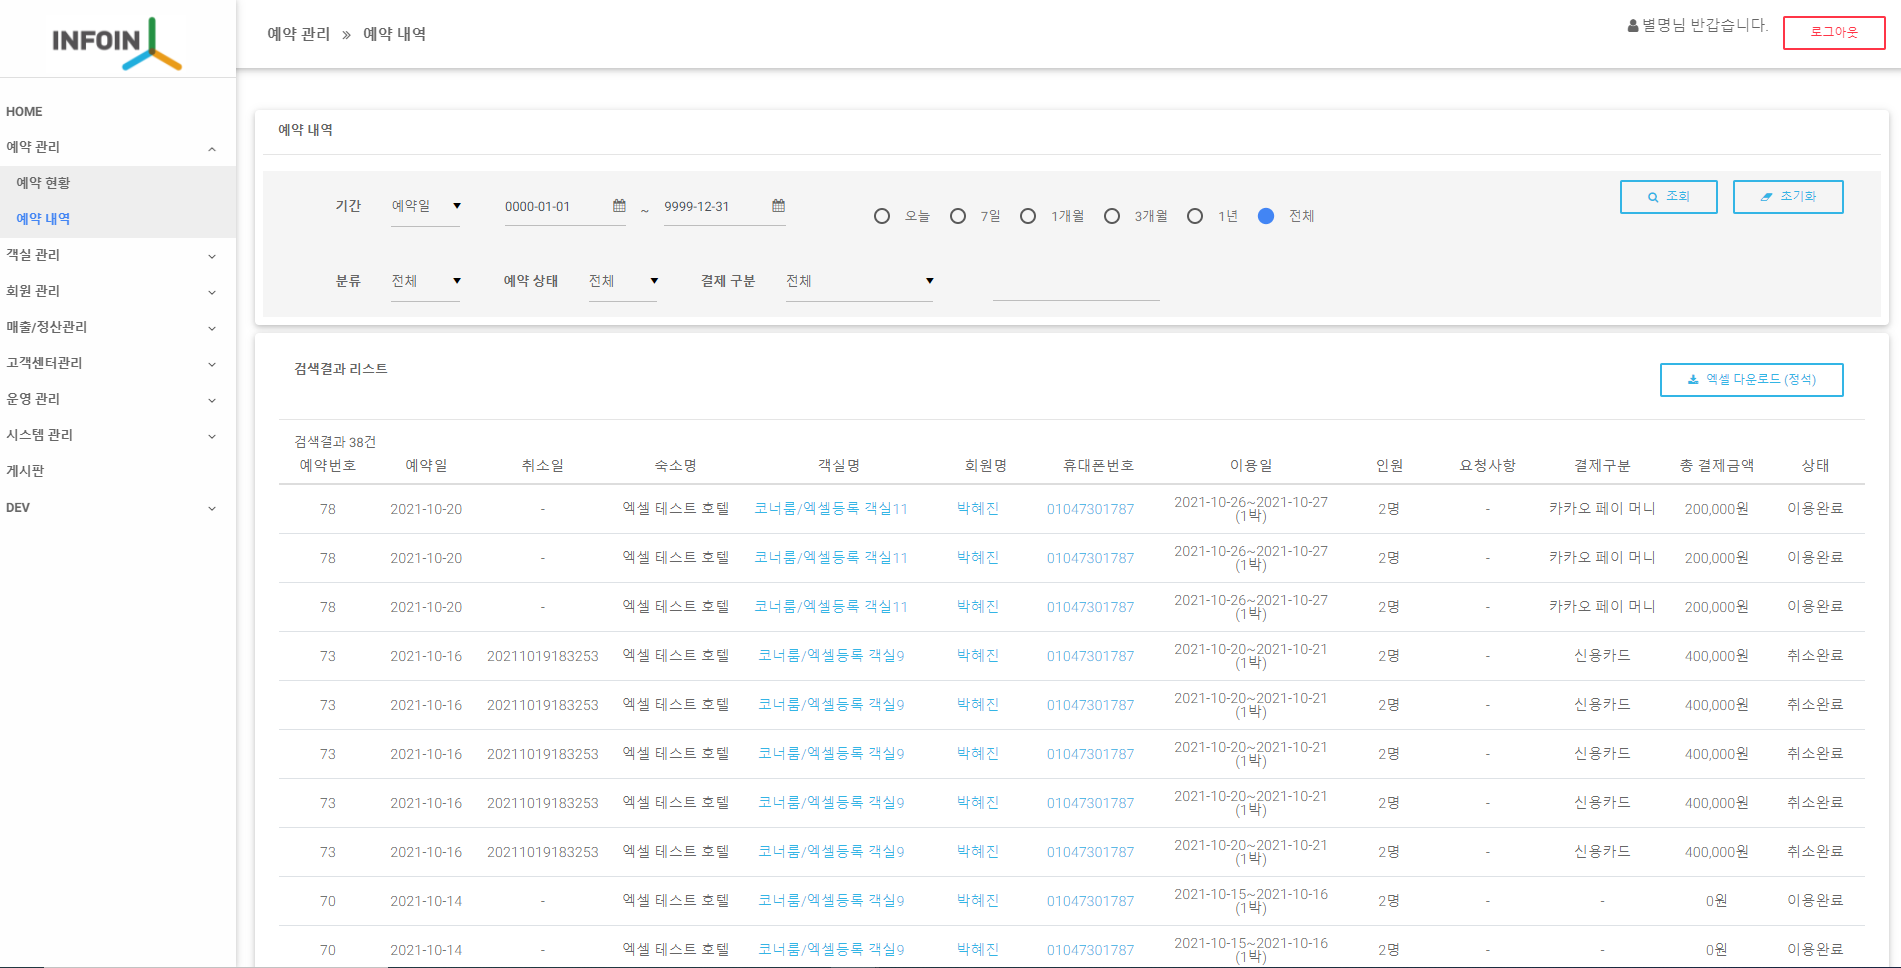 INFOIN
예약 관리 » 예약 내역
별명님 반갑습니다.
로그아웃
HOME
예약 관리
예약 현황
예약 내역
객실 관리
회원 관리
매출/정산관리
고객센터관리
운영 관리
시스템 관리
게시판
DEV
예약 내역
기간 예약일 0000-01-01 ~ 9999-12-31 오늘 7일 1개월 3개월 1년 전체 조회 초기화
분류 전체 예약 상태 전체 결제 구분 전체
검색결과 리스트
엑셀 다운로드 (정석)
검색결과 38건
예약번호 예약일 취소일 숙소명 객실명 회원명 휴대폰번호 이용일 인원 요청사항 결제구분 총 결제금액 상태
78 2021-10-20 - 엑셀 테스트 호텔 코너룸/엑셀등록 객실11 박혜진 01047301787 2021-10-26~2021-10-27 (1박) 2명 - 카카오 페이 머니 200,000원 이용완료
78 2021-10-20 - 엑셀 테스트 호텔 코너룸/엑셀등록 객실11 박혜진 01047301787 2021-10-26~2021-10-27 (1박) 2명 - 카카오 페이 머니 200,000원 이용완료
78 2021-10-20 - 엑셀 테스트 호텔 코너룸/엑셀등록 객실11 박혜진 01047301787 2021-10-26~2021-10-27 (1박) 2명 - 카카오 페이 머니 200,000원 이용완료
73 2021-10-16 20211019183253 엑셀 테스트 호텔 코너룸/엑셀등록 객실9 박혜진 01047301787 2021-10-20~2021-10-21 (1박) 2명 - 신용카드 400,000원 취소완료
73 2021-10-16 20211019183253 엑셀 테스트 호텔 코너룸/엑셀등록 객실9 박혜진 01047301787 2021-10-20~2021-10-21 (1박) 2명 - 신용카드 400,000원 취소완료
73 2021-10-16 20211019183253 엑셀 테스트 호텔 코너룸/엑셀등록 객실9 박혜진 01047301787 2021-10-20~2021-10-21 (1박) 2명 - 신용카드 400,000원 취소완료
73 2021-10-16 20211019183253 엑셀 테스트 호텔 코너룸/엑셀등록 객실9 박혜진 01047301787 2021-10-20~2021-10-21 (1박) 2명 - 신용카드 400,000원 취소완료
73 2021-10-16 20211019183253 엑셀 테스트 호텔 코너룸/엑셀등록 객실9 박혜진 01047301787 2021-10-20~2021-10-21 (1박) 2명 - 신용카드 400,000원 취소완료
70 2021-10-14 - 엑셀 테스트 호텔 코너룸/엑셀등록 객실9 박혜진 01047301787 2021-10-15~2021-10-16 (1박) 2명 - - 0원 이용완료
70 2021-10-14 - 엑셀 테스트 호텔 코너룸/엑셀등록 객실9 박혜진 01047301787 2021-10-15~2021-10-16 (1박) 2명 - - 0원 이용완료